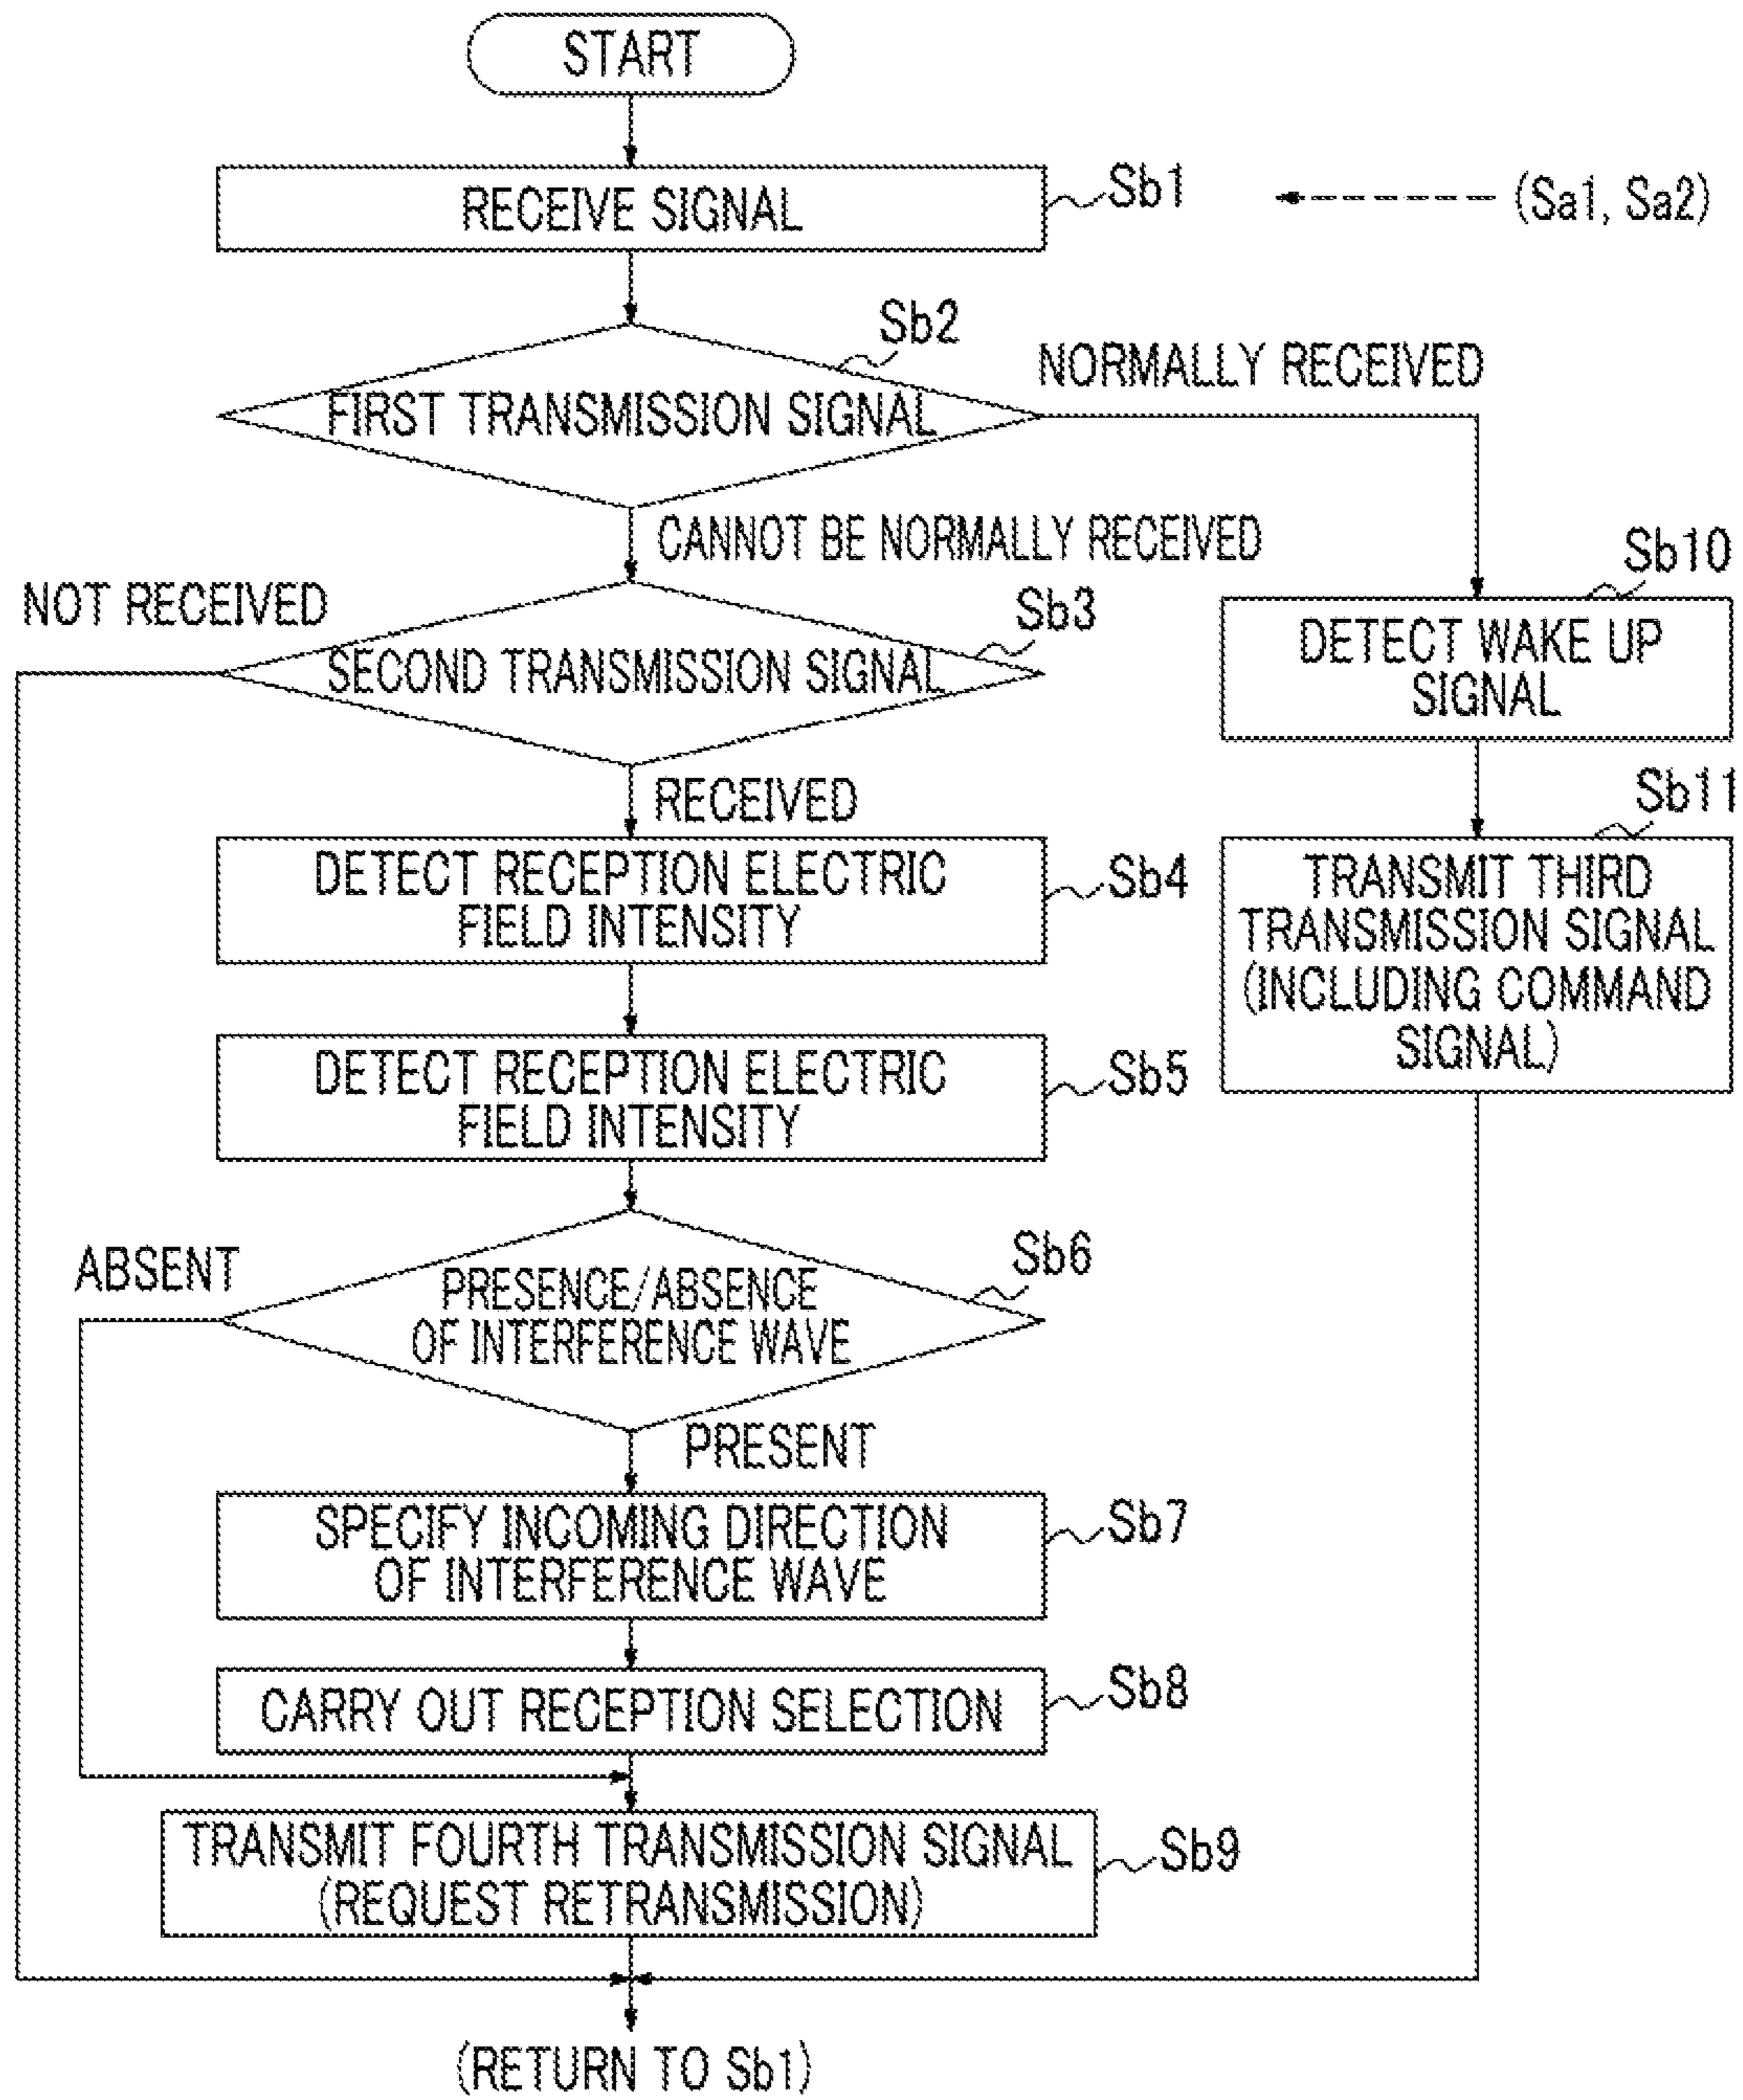 START
RECEIVE SIGNAL
Sb1
(Sa1, Sa2)
Sb2
FIRST TRANSMISSION SIGNAL
NORMALLY RECEIVED
CANNOT BE NORMALLY RECEIVED
NOT RECEIVED
Sb3
SECOND TRANSMISSION SIGNAL
RECEIVED
Sb10
DETECT WAKE UP
SIGNAL
Sb11
TRANSMIT THIRD
TRANSMISSION SIGNAL
(INCLUDING COMMAND
SIGNAL)
DETECT RECEPTION ELECTRIC
FIELD INTENSITY
Sb4
DETECT RECEPTION ELECTRIC
FIELD INTENSITY
Sb5
ABSENT
Sb6
PRESENCE/ABSENCE
OF INTERFERENCE WAVE
PRESENT
SPECIFY INCOMING DIRECTION
OF INTERFERENCE WAVE
Sb7
CARRY OUT RECEPTION SELECTION
Sb8
TRANSMIT FOURTH TRANSMISSION SIGNAL
(REQUEST RETRANSMISSION)
Sb9
(RETURN TO Sb1)